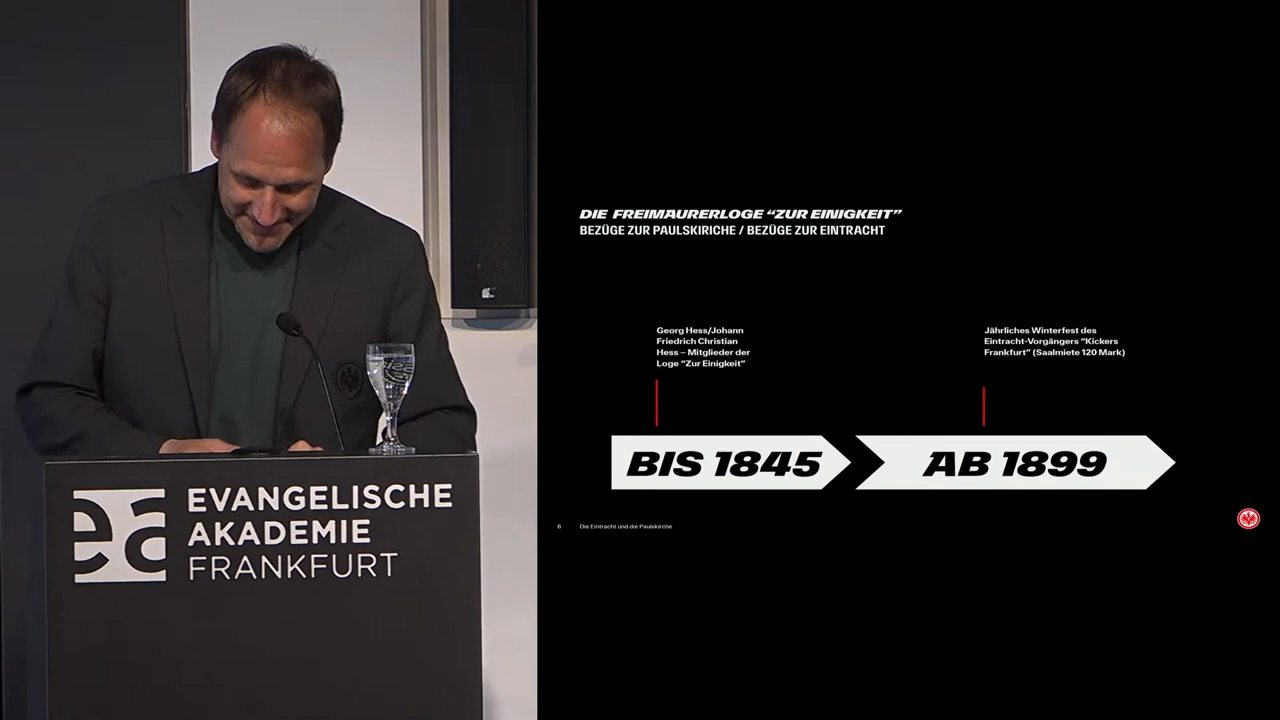 ea
EVANGELISCHE
AKADEMIE
FRANKFURT
DIE FREIMAURERLOGE “ZUR EINIGKEIT”
BEZÜGE ZUR PAULSKIRICHE / BEZÜGE ZUR EINTRACHT
Georg Hess/Johann
Friedrich Christian
Hess – Mitglieder der
Loge “Zur Einigkeit”
Jährliches Winterfest des
Eintracht-Vorgängers “Kickers
Frankfurt” (Saalmiete 120 Mark)
BIS 1845
AB 1899
6 Die Eintracht und die Paulskirche